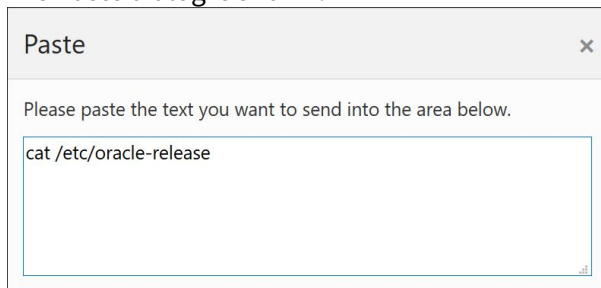 Paste
×
Please paste the text you want to send into the area below.
cat /etc/oracle-release